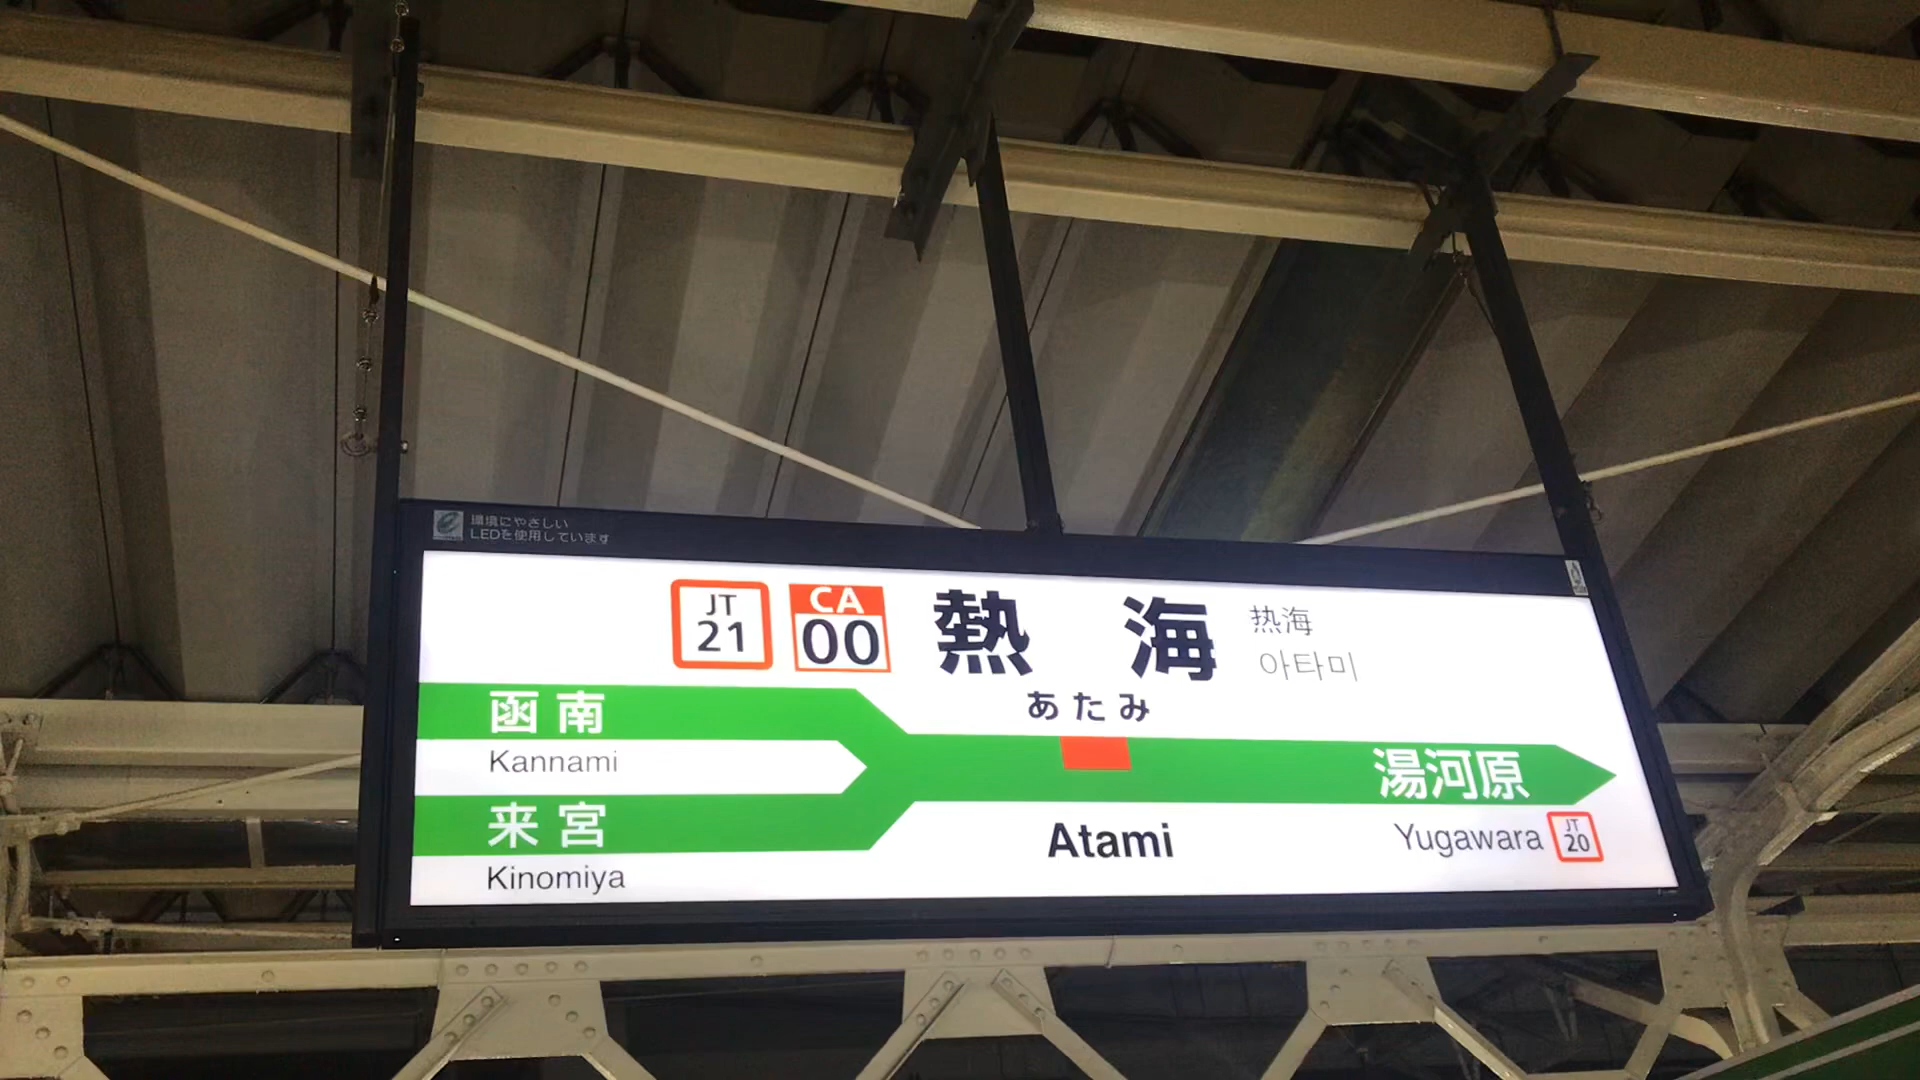 環境にやさしい
LEDを使用しています
JT
21
CA
00
熱海
热海
아타미
あたみ
函南
Kannami
来宮
Kinomiya
湯河原
Atami
Yugawara
JT
20